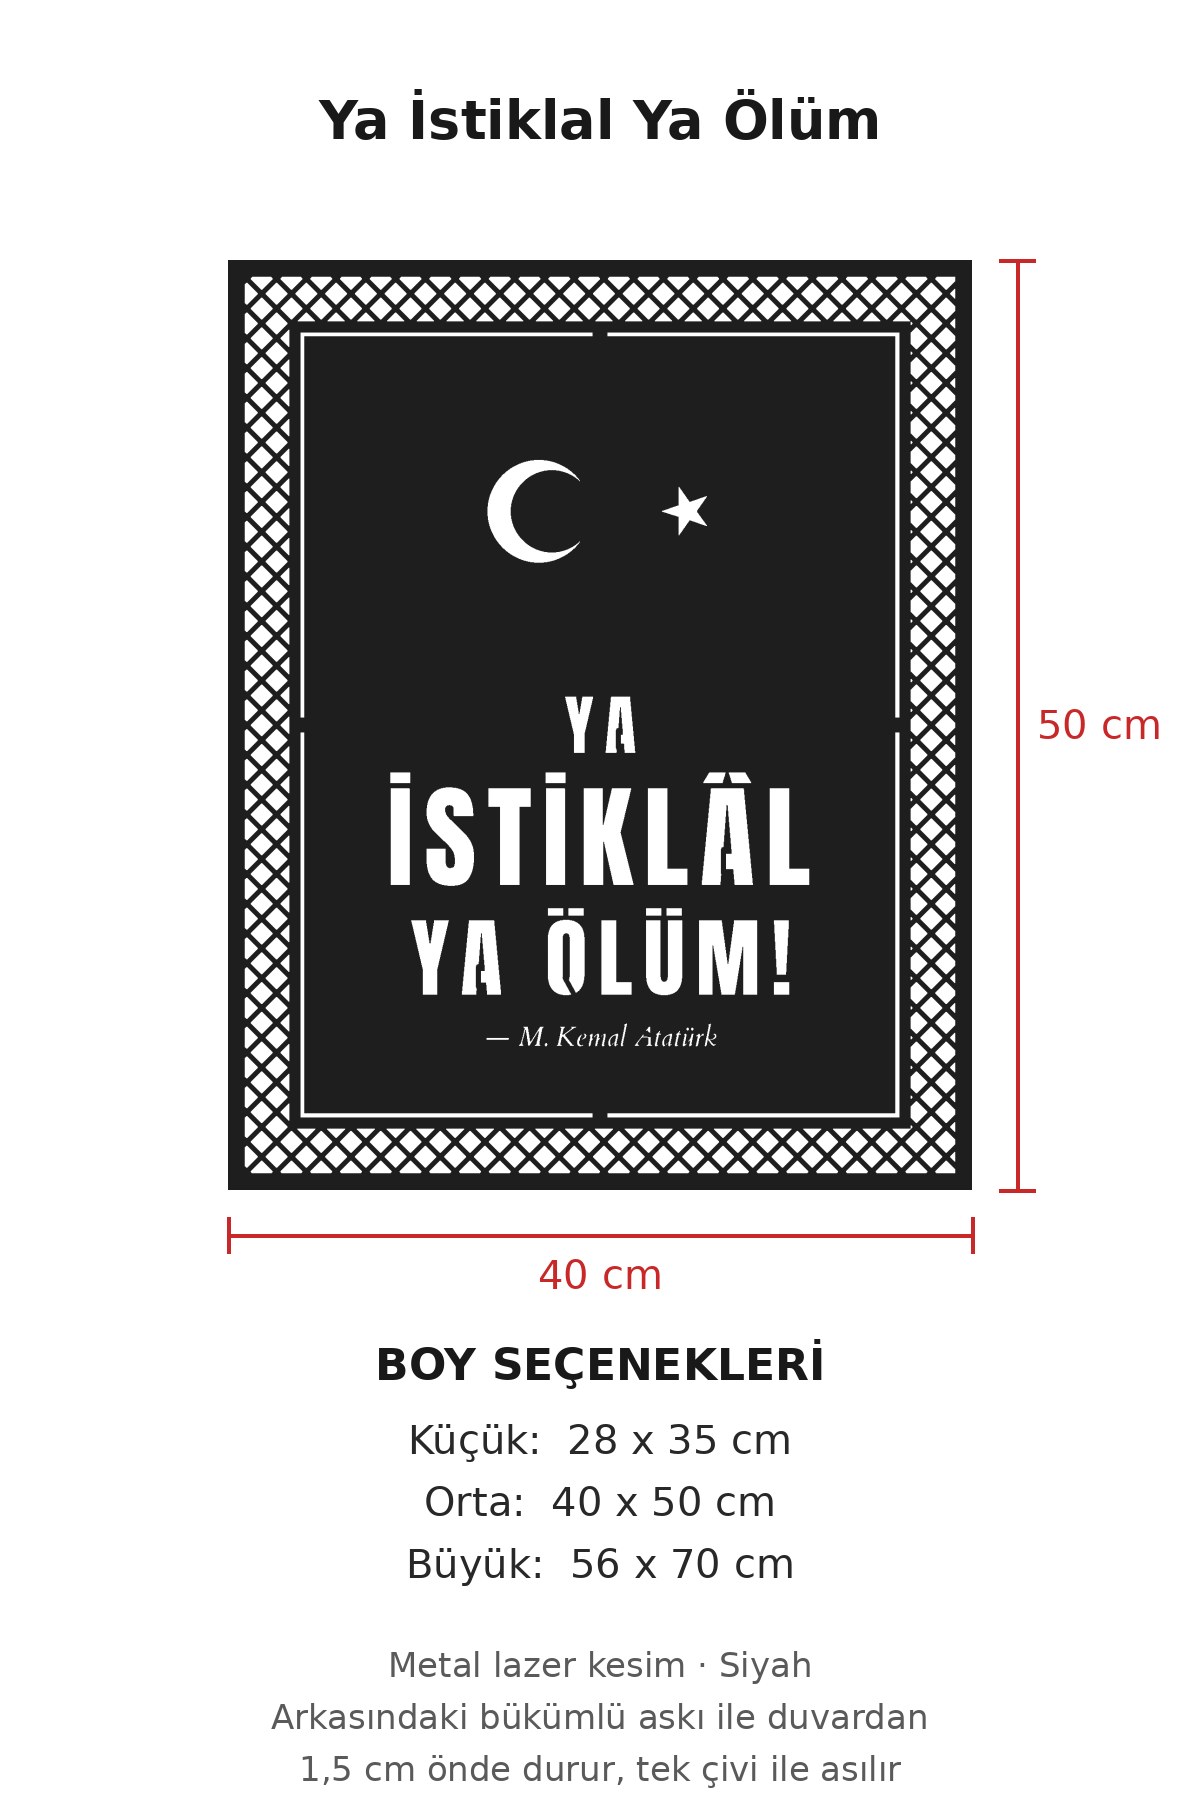 Ya İstiklal Ya Ölüm
YA
İSTİKLÂL
YA ÖLÜM!
— M. Kemal Atatürk
50 cm
40 cm
BOY SEÇENEKLERİ
Küçük: 28 x 35 cm
Orta: 40 x 50 cm
Büyük: 56 x 70 cm
Metal lazer kesim · Siyah
Arkasındaki bükümlü askı ile duvardan
1,5 cm önde durur, tek çivi ile asılır